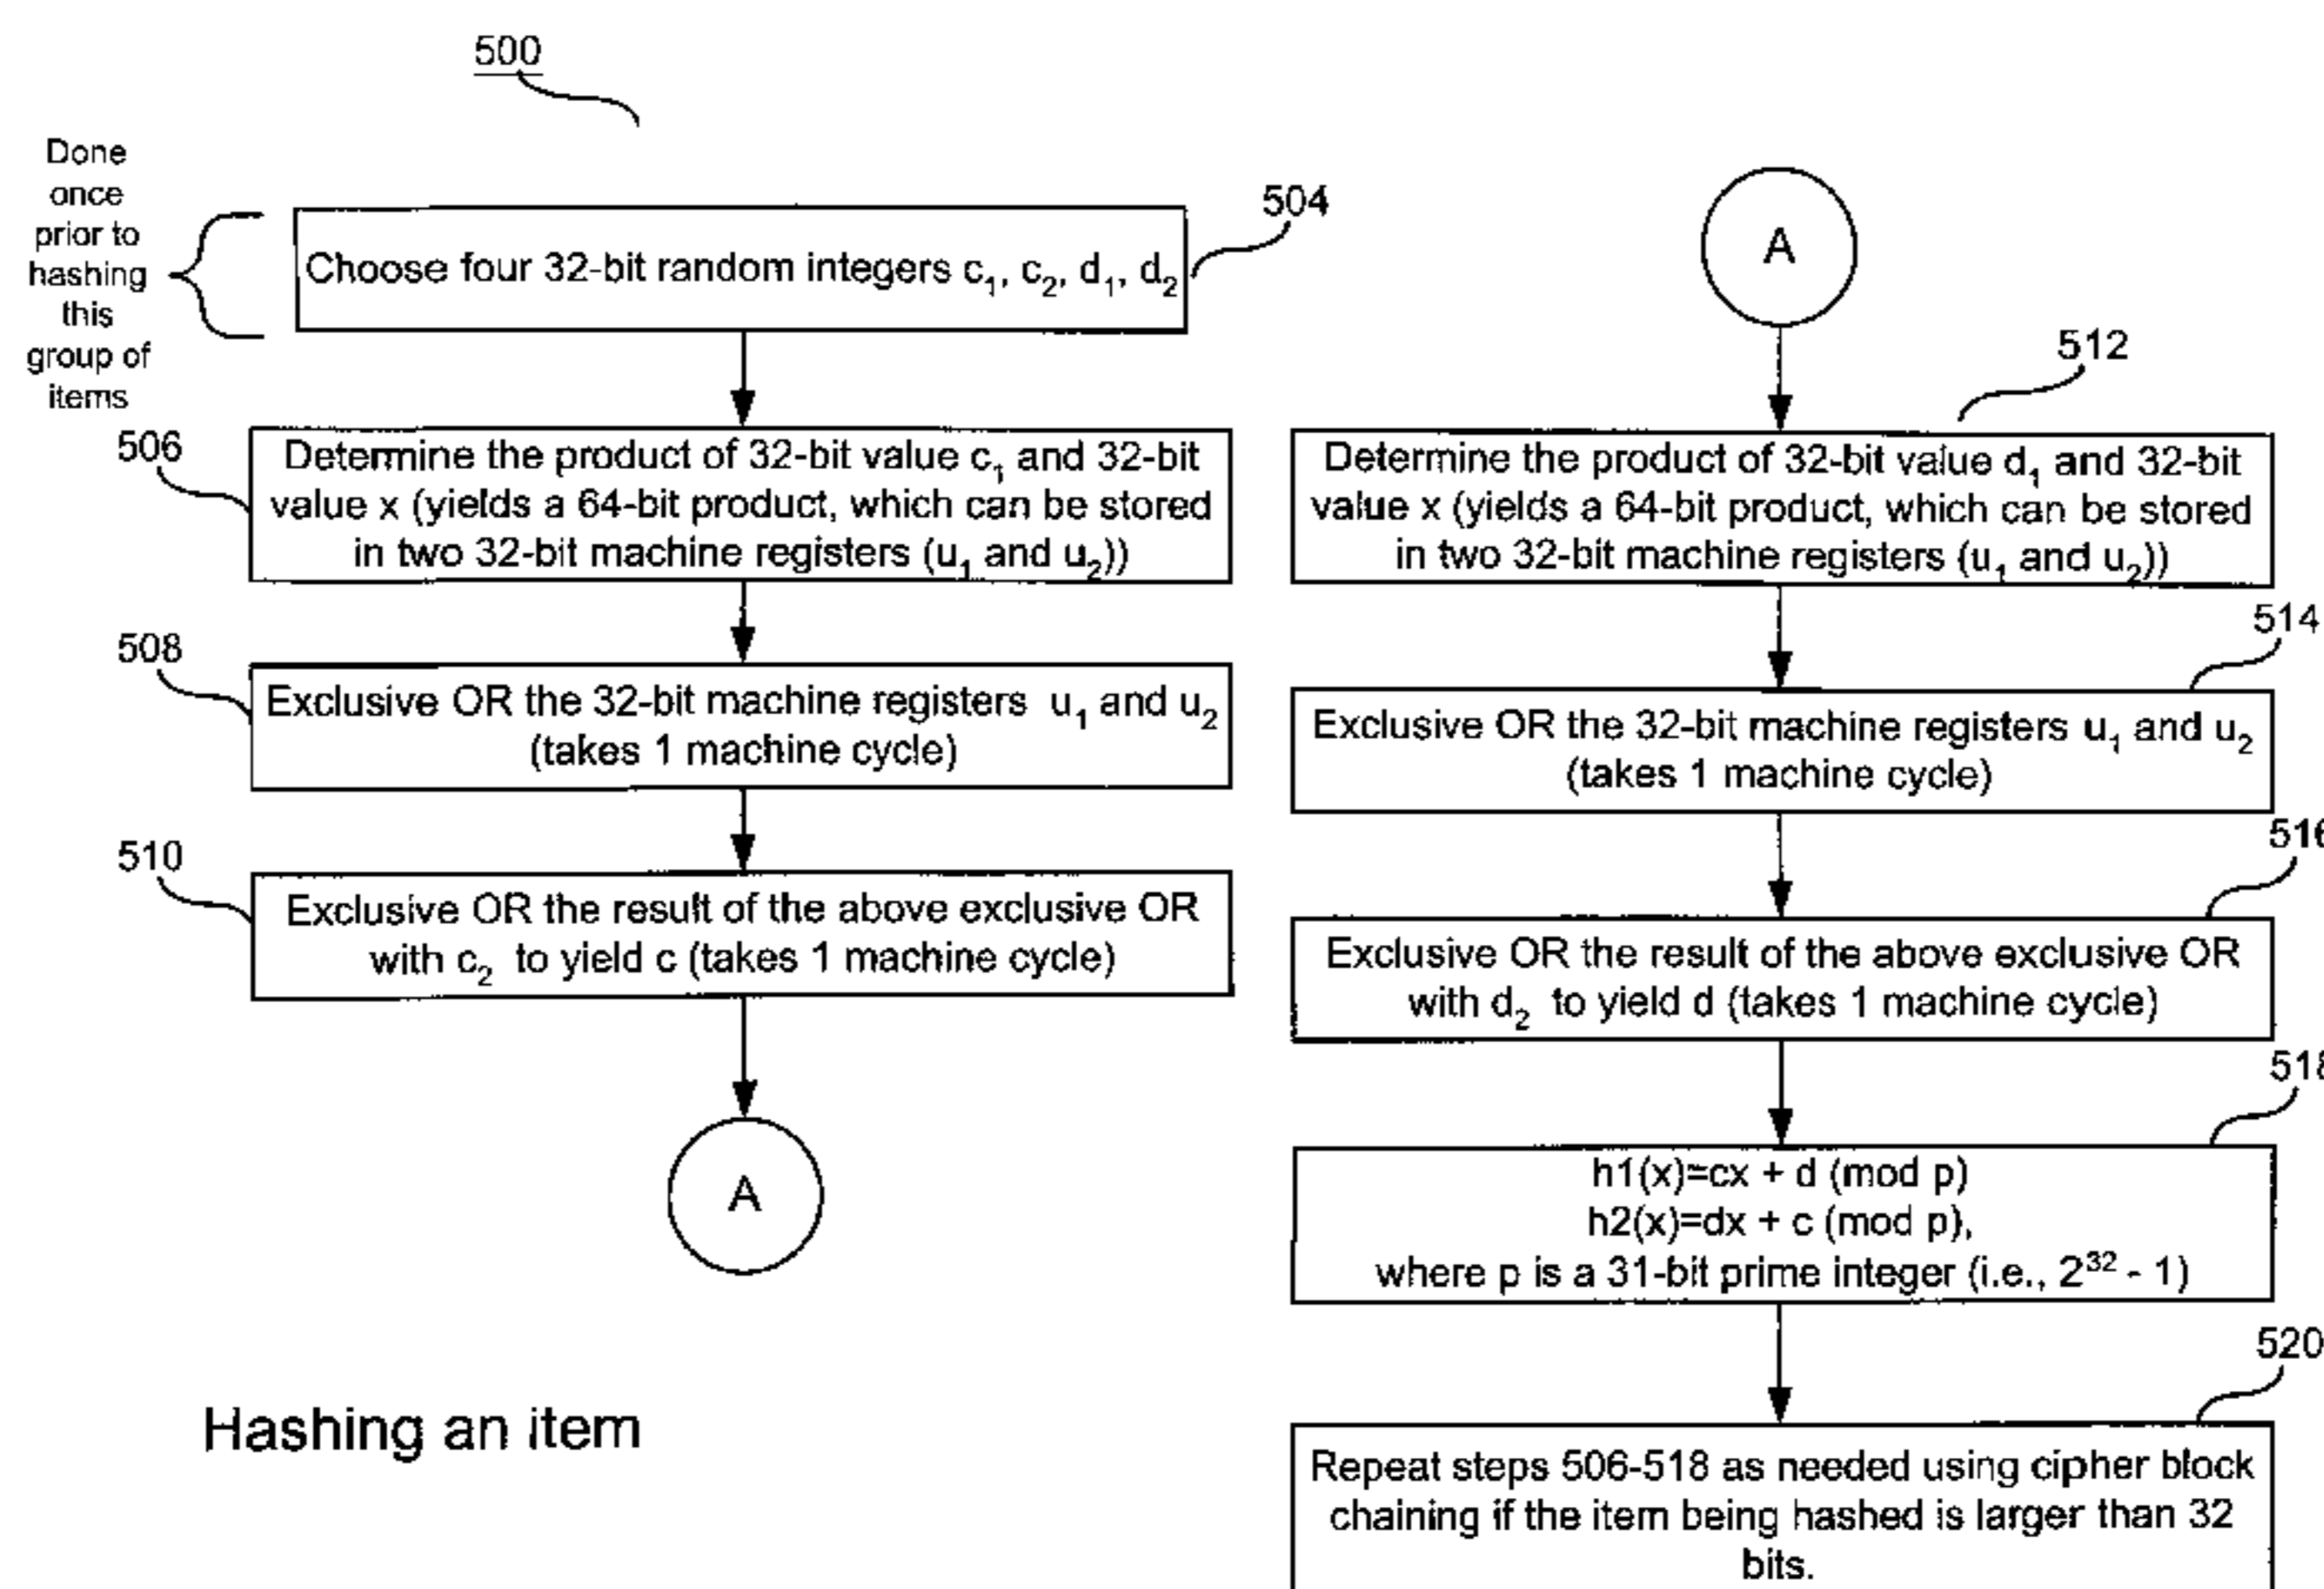 500
Done
once
prior to
hashing
this
group of
items
504
Choose four 32-bit random integers c₁, c₂, d₁, d₂
506
Determine the product of 32-bit value c₁ and 32-bit
value x (yields a 64-bit product, which can be stored
in two 32-bit machine registers (u₁ and u₂))
508
Exclusive OR the 32-bit machine registers u₁ and u₂
(takes 1 machine cycle)
510
Exclusive OR the result of the above exclusive OR
with c₂ to yield c (takes 1 machine cycle)
A
Hashing an item
A
512
Determine the product of 32-bit value d₁ and 32-bit
value x (yields a 64-bit product, which can be stored
in two 32-bit machine registers (u₁ and u₂))
514
Exclusive OR the 32-bit machine registers u₁ and u₂
(takes 1 machine cycle)
516
Exclusive OR the result of the above exclusive OR
with d₂ to yield d (takes 1 machine cycle)
518
h1(x)=cx + d (mod p)
h2(x)=dx + c (mod p),
where p is a 31-bit prime integer (i.e., 2³² - 1)
520
Repeat steps 506-518 as needed using cipher block
chaining if the item being hashed is larger than 32
bits.